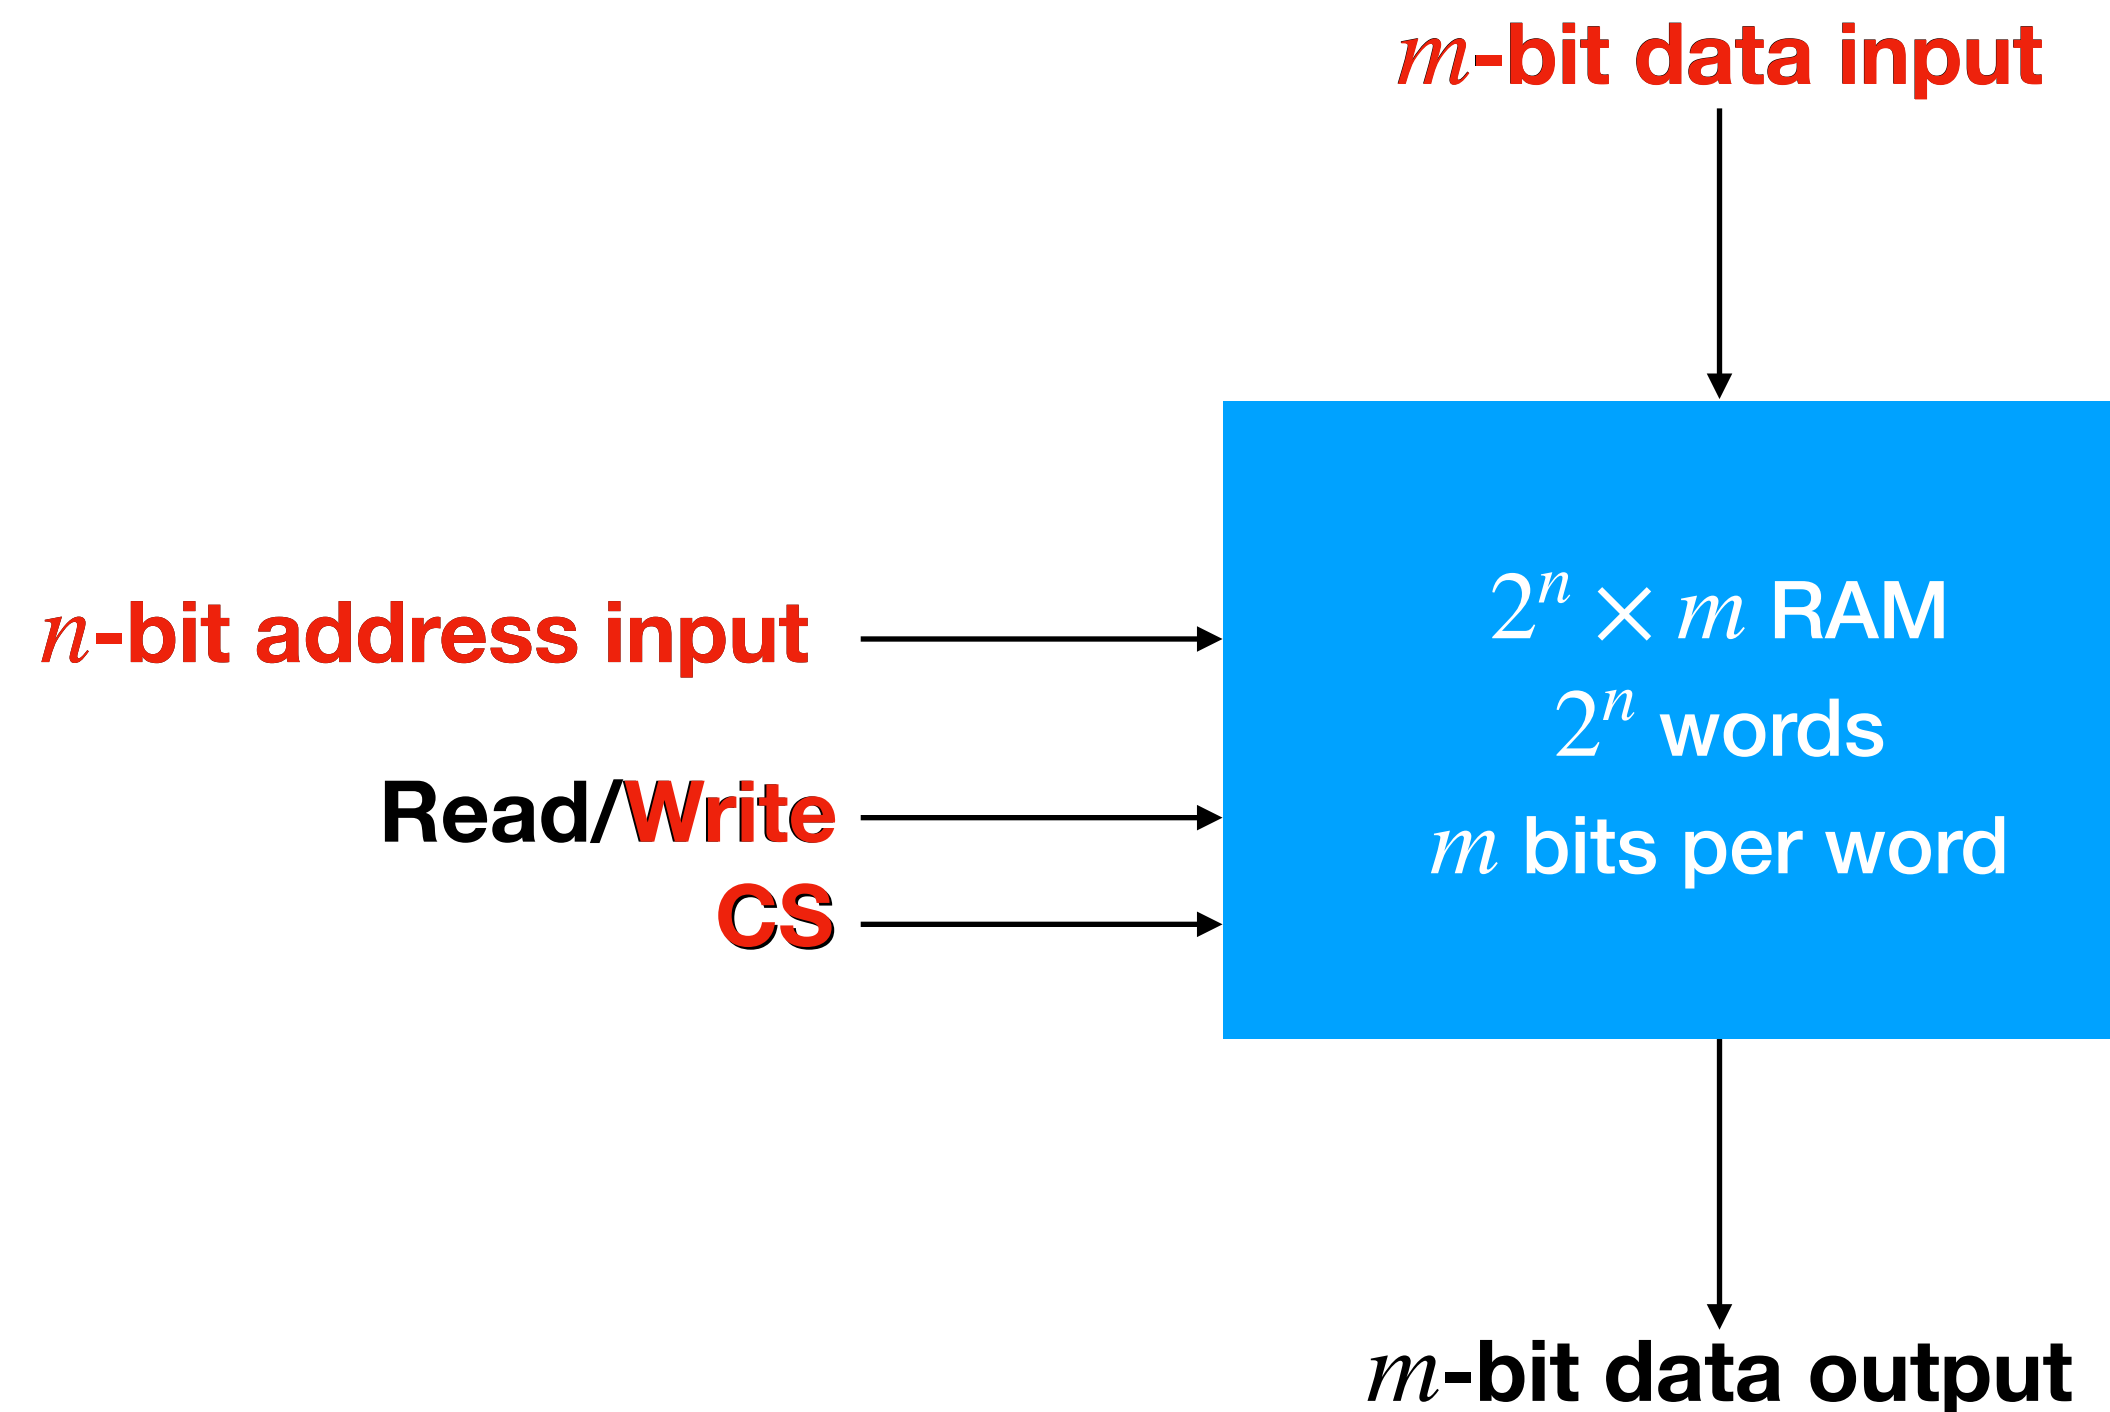 m-bit data input
n-bit address input
Read/Write
CS
2ⁿ × m RAM
2ⁿ words
m bits per word
m-bit data output